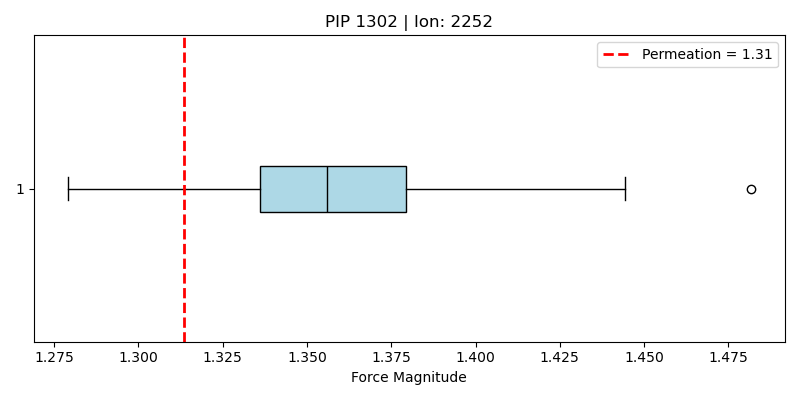 PIP 1302 | Ion: 2252
Permeation = 1.31
1
1.275 1.300 1.325 1.350 1.375 1.400 1.425 1.450 1.475
Force Magnitude